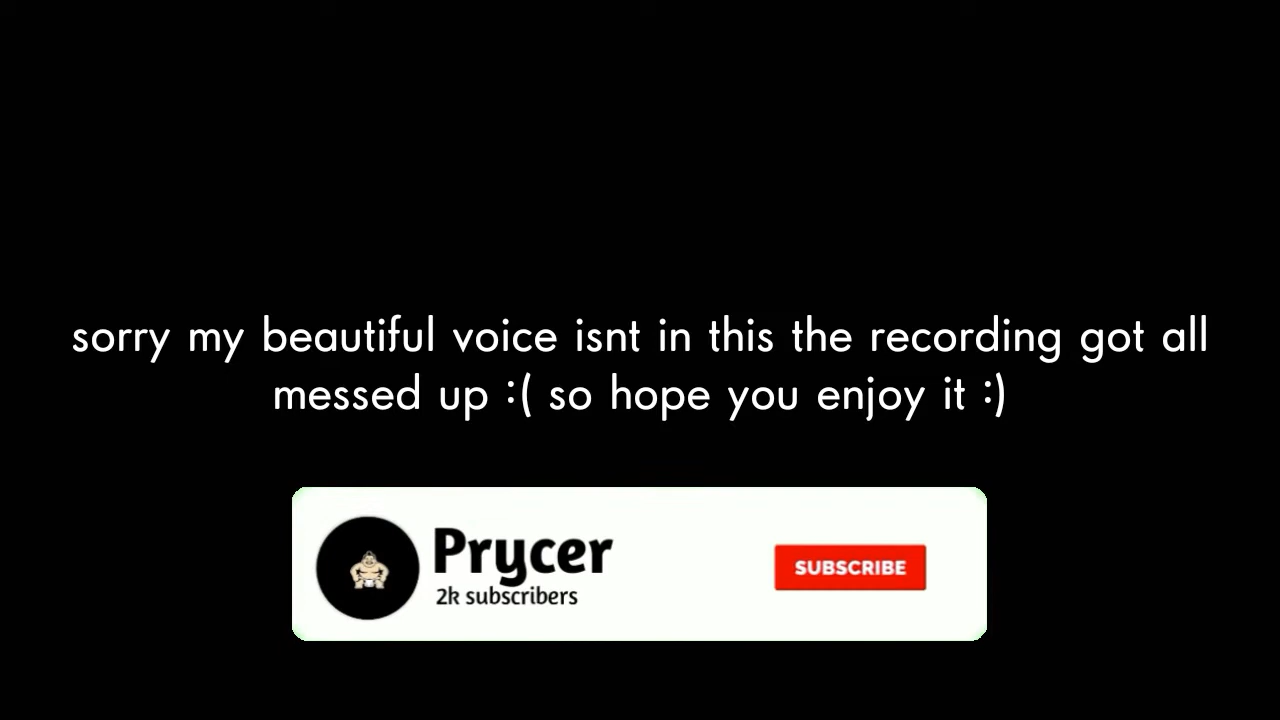 sorry my beautiful voice isnt in this the recording got all
messed up :( so hope you enjoy it :)
Prycer
2k subscribers
SUBSCRIBE